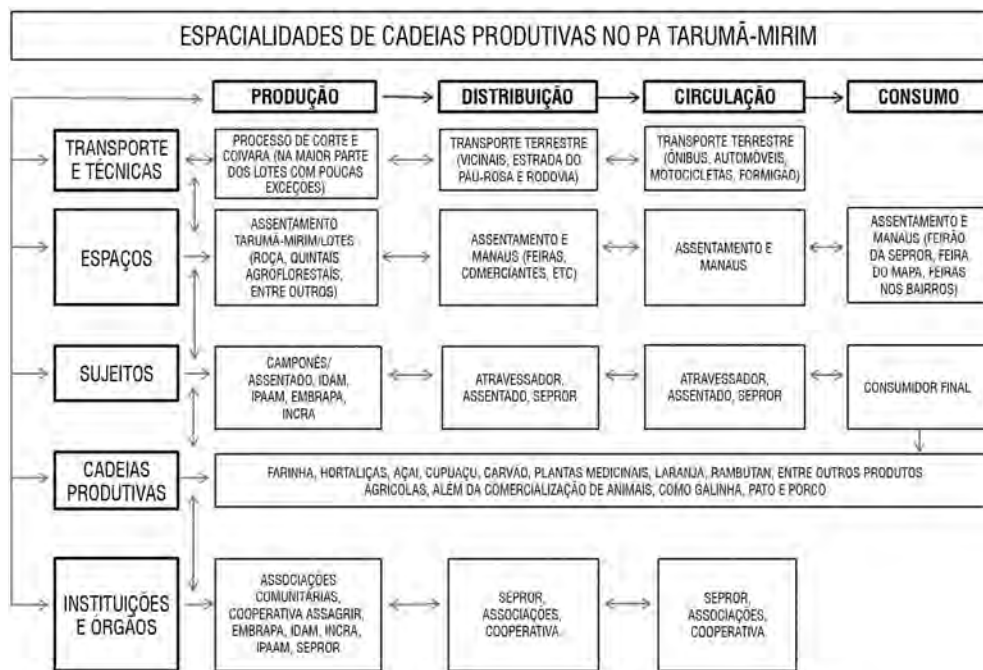 ESPACIALIDADES DE CADEIAS PRODUTIVAS NO PA TARUMÃ-MIRIM
PRODUÇÃO
DISTRIBUIÇÃO
CIRCULAÇÃO
CONSUMO
TRANSPORTE
E TÉCNICAS
PROCESSO DE CORTE E
COIVARA (NA MAIOR PARTE
DOS LOTES COM POUCAS
EXCEÇÕES)
TRANSPORTE TERRESTRE
(VICINAIS, ESTRADA DO
PAU-ROSA E RODOVIA)
TRANSPORTE TERRESTRE
(ÔNIBUS, AUTOMÓVEIS,
MOTOCICLETAS, FORMIGÃO)
ESPAÇOS
ASSENTAMENTO
TARUMÃ-MIRIM/LOTES
(ROÇA, QUINTAIS
AGROFLORESTAIS,
ENTRE OUTROS)
ASSENTAMENTO E
MANAUS (FEIRAS,
COMERCIANTES, ETC)
ASSENTAMENTO E
MANAUS
ASSENTAMENTO E
MANAUS (FEIRÃO
DA SEPROR, FEIRA
DO MAPA, FEIRAS
NOS BAIRROS)
SUJEITOS
CAMPONÊS/
ASSENTADO, IDAM,
IPAAM, EMBRAPA,
INCRA
ATRAVESSADOR,
ASSENTADO, SEPROR
ATRAVESSADOR,
ASSENTADO, SEPROR
CONSUMIDOR FINAL
CADEIAS
PRODUTIVAS
FARINHA, HORTALIÇAS, AÇAI, CUPUAÇU, CARVÃO, PLANTAS MEDICINAIS, LARANJA, RAMBUTAN, ENTRE OUTROS PRODUTOS
ÁGRICOLAS, ALÉM DA COMERCIALIZAÇÃO DE ANIMAIS, COMO GALINHA, PATO E PORCO
INSTITUIÇÕES
E ÓRGÃOS
ASSOCIAÇÕES
COMUNITÁRIAS,
COOPERATIVA ASSAGRIR,
EMBRAPA, IDAM, INCRA,
IPAAM, SEPROR
SEPROR,
ASSOCIAÇÕES,
COOPERATIVA
SEPROR,
ASSOCIAÇÕES,
COOPERATIVA